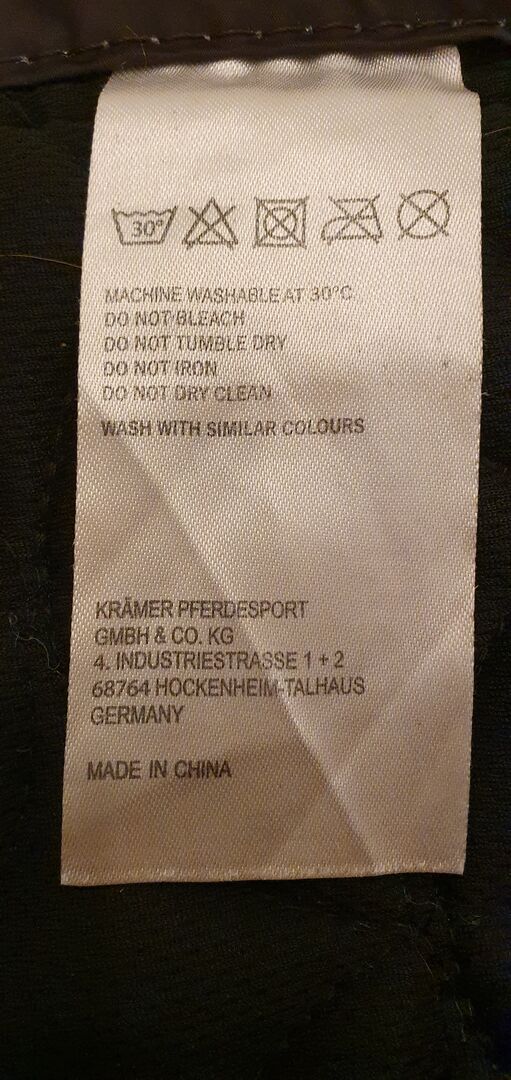 30°
MACHINE WASHABLE AT 30°C
DO NOT BLEACH
DO NOT TUMBLE DRY
DO NOT IRON
DO NOT DRY CLEAN
WASH WITH SIMILAR COLOURS
KRÄMER PFERDESPORT
GMBH & CO. KG
4. INDUSTRIESTRASSE 1 + 2
68764 HOCKENHEIM-TALHAUS
GERMANY
MADE IN CHINA